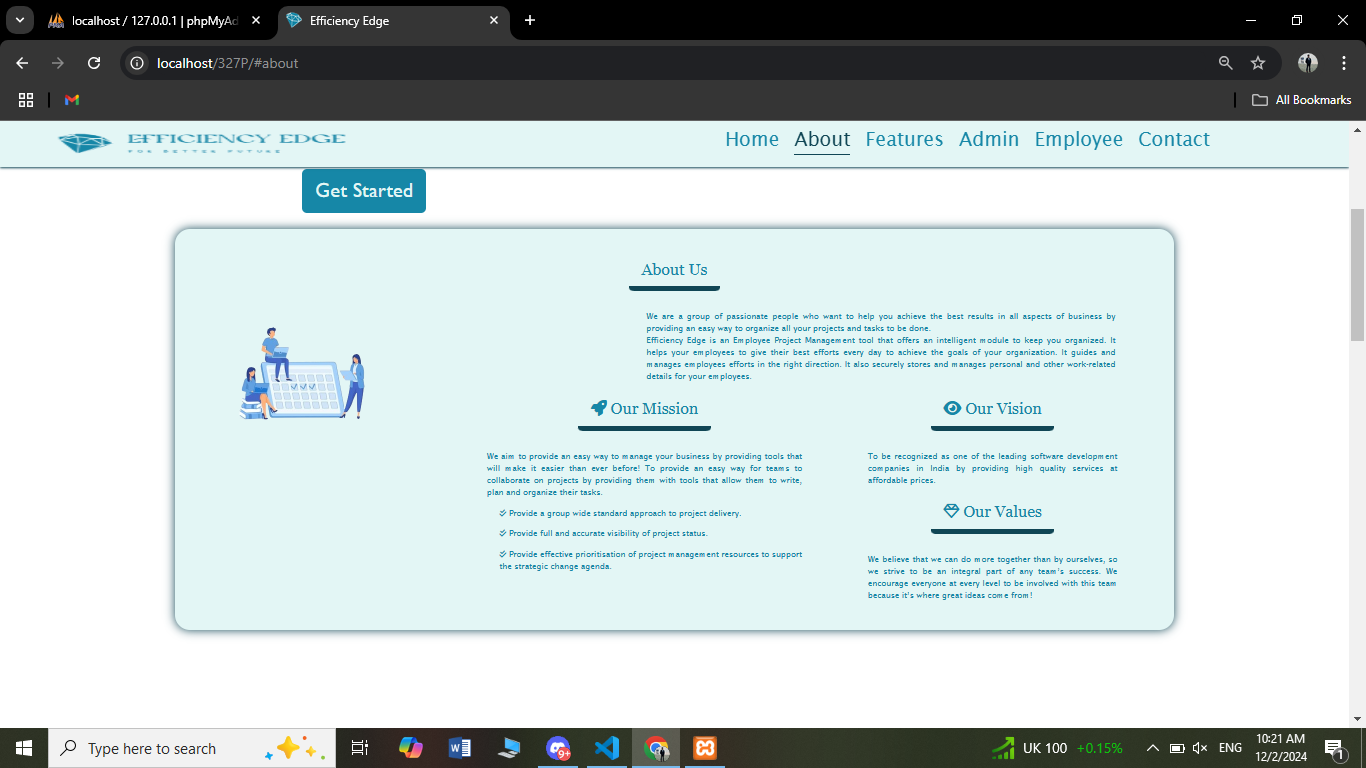 localhost / 127.0.0.1 | phpMyAd
Efficiency Edge
localhost/327P/#about
All Bookmarks
EFFICIENCY EDGE
FOR BETTER FUTURE
Home About Features Admin Employee Contact
Get Started
About Us
We are a group of passionate people who want to help you achieve the best results in all aspects of business by
providing an easy way to organize all your projects and tasks to be done.
Efficiency Edge is an Employee Project Management tool that offers an intelligent module to keep you organized. It
helps your employees to give their best efforts every day to achieve the goals of your organization. It guides and
manages employees efforts in the right direction. It also securely stores and manages personal and other work-related
details for your employees.
Our Mission
We aim to provide an easy way to manage your business by providing tools that
will make it easier than ever before! To provide an easy way for teams to
collaborate on projects by providing them with tools that allow them to write,
plan and organize their tasks.
Provide a group wide standard approach to project delivery.
Provide full and accurate visibility of project status.
Provide effective prioritisation of project management resources to support
the strategic change agenda.
Our Vision
To be recognized as one of the leading software development
companies in India by providing high quality services at
affordable prices.
Our Values
We believe that we can do more together than by ourselves, so
we strive to be an integral part of any team's success. We
encourage everyone at every level to be involved with this team
because it's where great ideas come from!
Type here to search
9+
UK 100 +0.15%
ENG
10:21 AM
12/2/2024
1